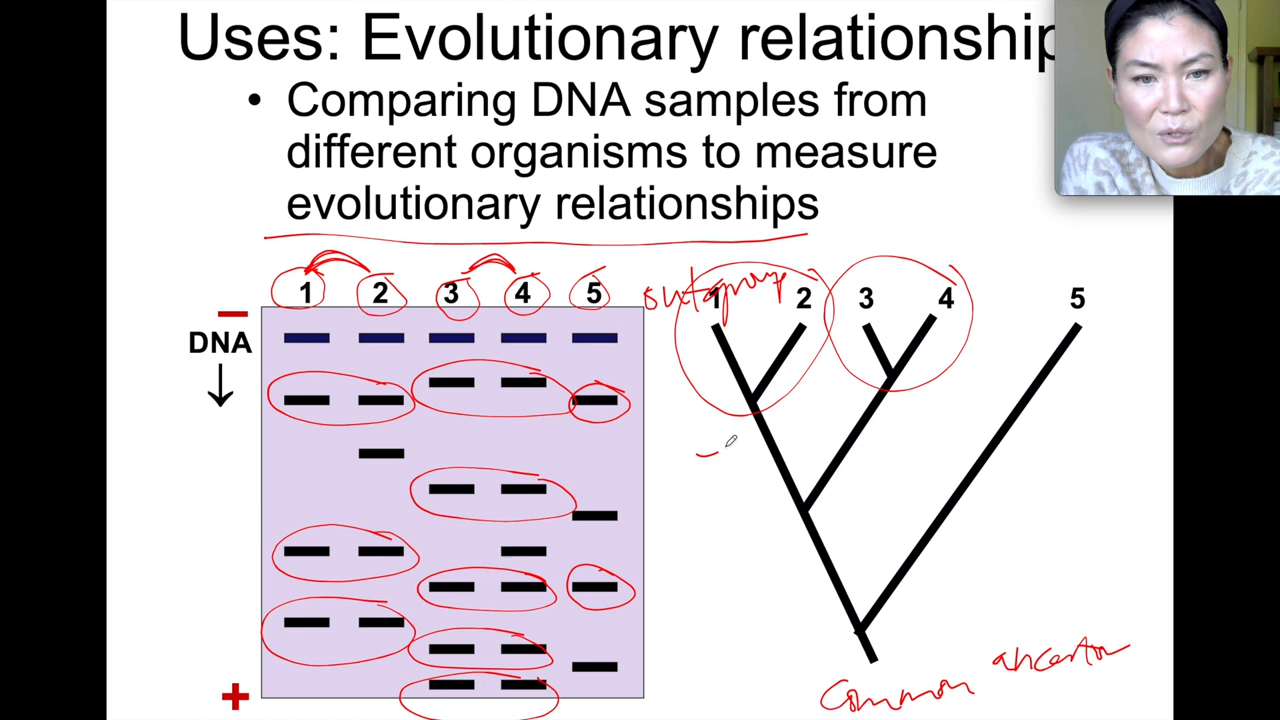 Uses: Evolutionary relationship
• Comparing DNA samples from
different organisms to measure
evolutionary relationships
1 2 3 4 5
outgroup
1 2 3 4 5
−
DNA
↓
+
common ancestor